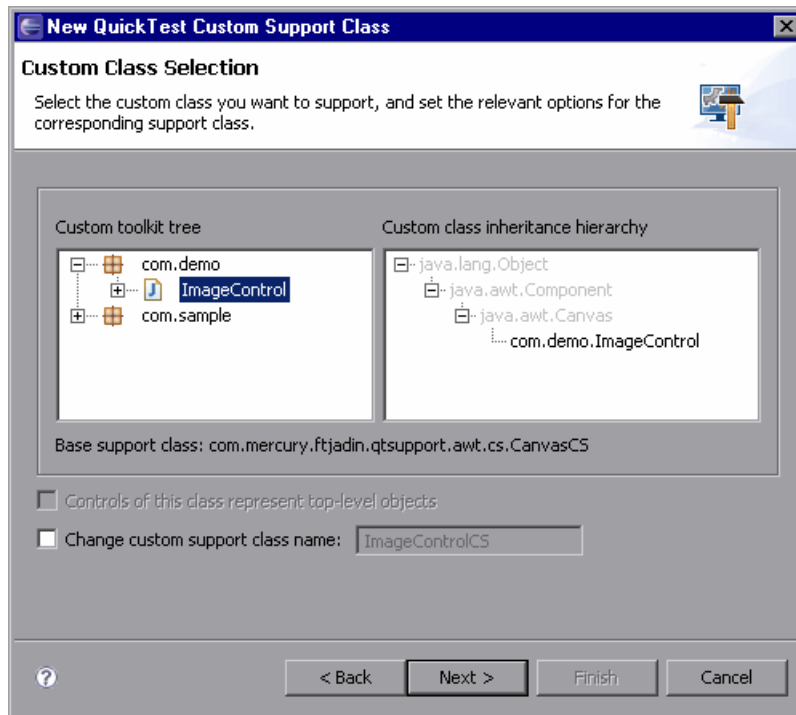 New QuickTest Custom Support Class
Custom Class Selection
Select the custom class you want to support, and set the relevant options for the
corresponding support class.
Custom toolkit tree
com.demo
ImageControl
com.sample
Custom class inheritance hierarchy
java.lang.Object
java.awt.Component
java.awt.Canvas
com.demo.ImageControl
Base support class: com.mercury.ftjadin.qtsupport.awt.cs.CanvasCS
Controls of this class represent top-level objects
Change custom support class name: ImageControlCS
< Back Next > Finish Cancel